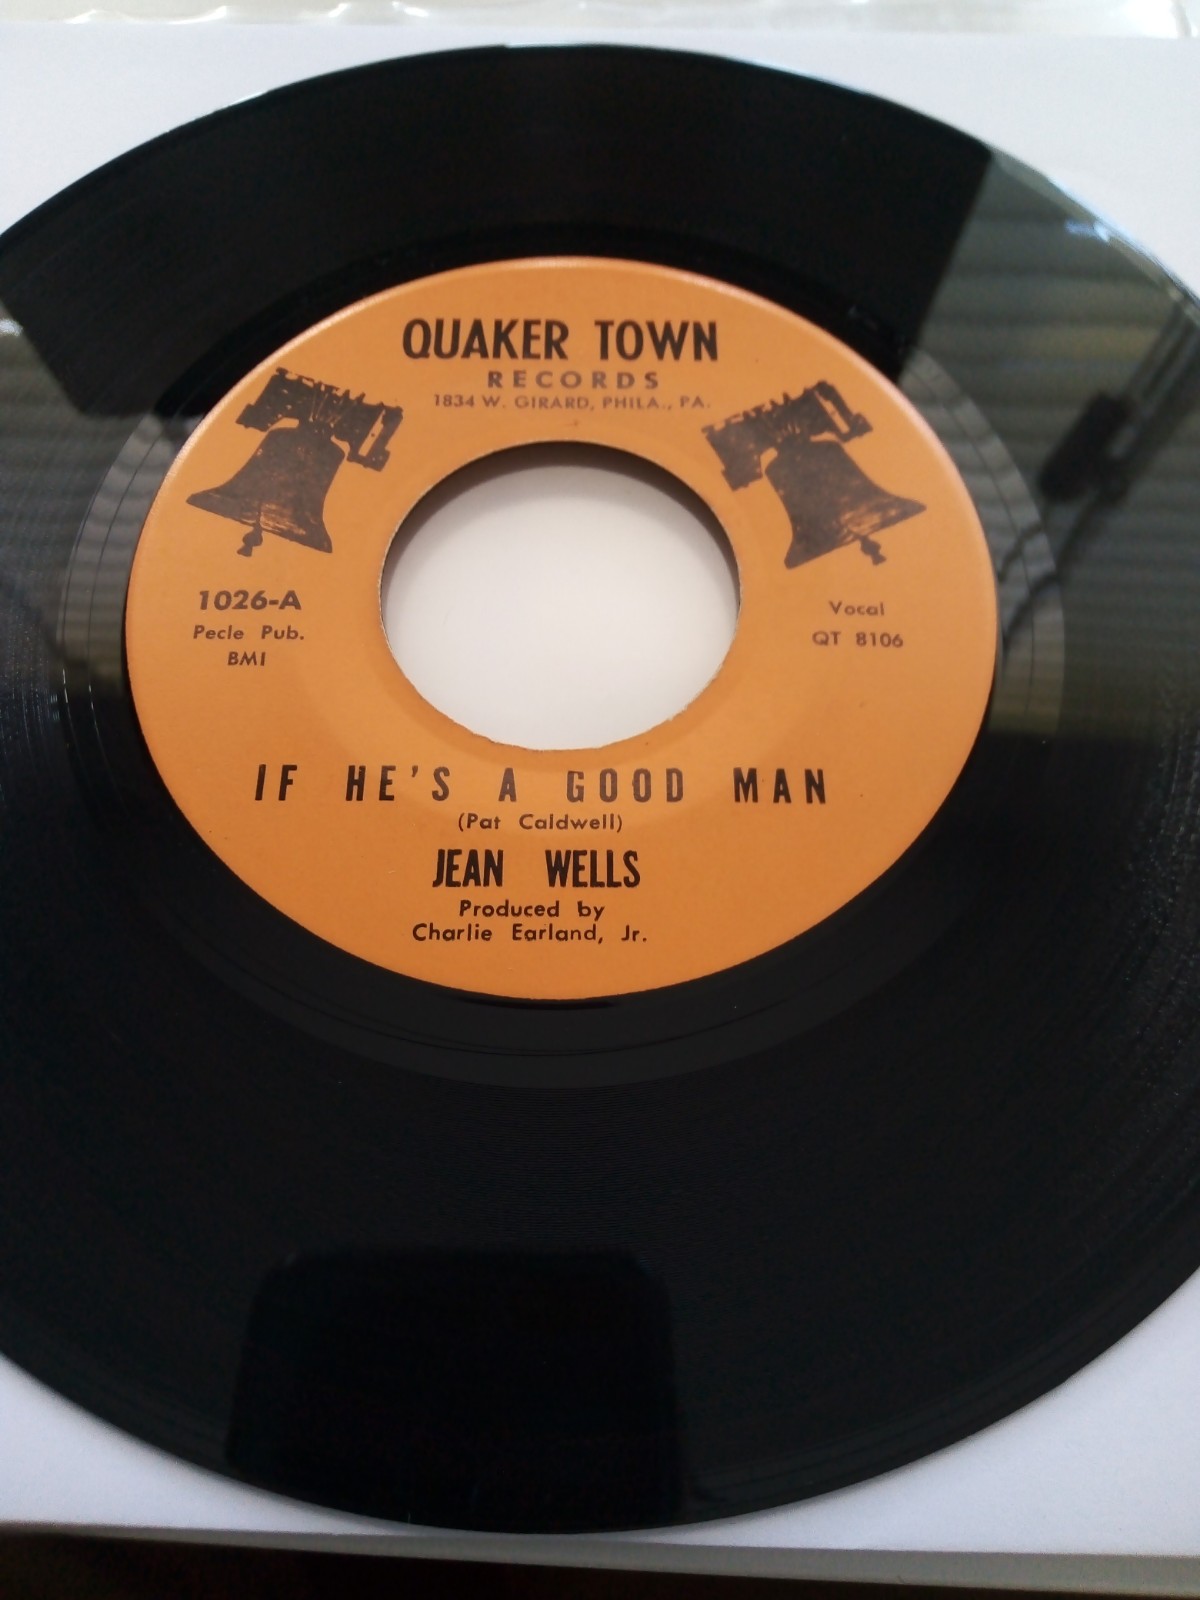 QUAKER TOWN
RECORDS
1834 W. GIRARD, PHILA., PA.
1026-A
Pecle Pub.
BMI
Vocal
QT 8106
IF HE'S A GOOD MAN
(Pat Caldwell)
JEAN WELLS
Produced by
Charlie Earland, Jr.